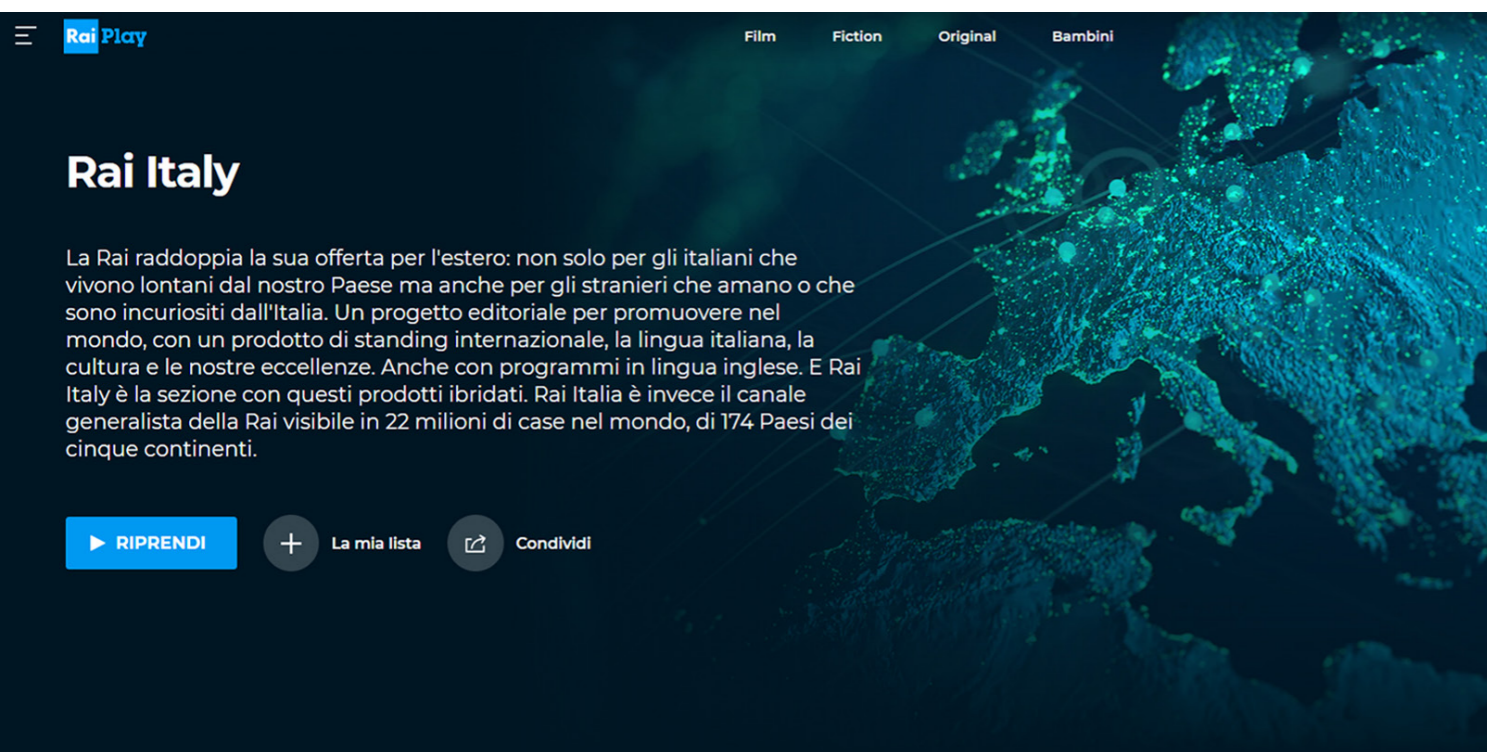 Rai Play
Film Fiction Original Bambini
Rai Italy
La Rai raddoppia la sua offerta per l'estero: non solo per gli italiani che
vivono lontani dal nostro Paese ma anche per gli stranieri che amano o che
sono incuriositi dall'Italia. Un progetto editoriale per promuovere nel
mondo, con un prodotto di standing internazionale, la lingua italiana, la
cultura e le nostre eccellenze. Anche con programmi in lingua inglese. E Rai
Italy è la sezione con questi prodotti ibridati. Rai Italia è invece il canale
generalista della Rai visibile in 22 milioni di case nel mondo, di 174 Paesi dei
cinque continenti.
RIPRENDI La mia lista Condividi